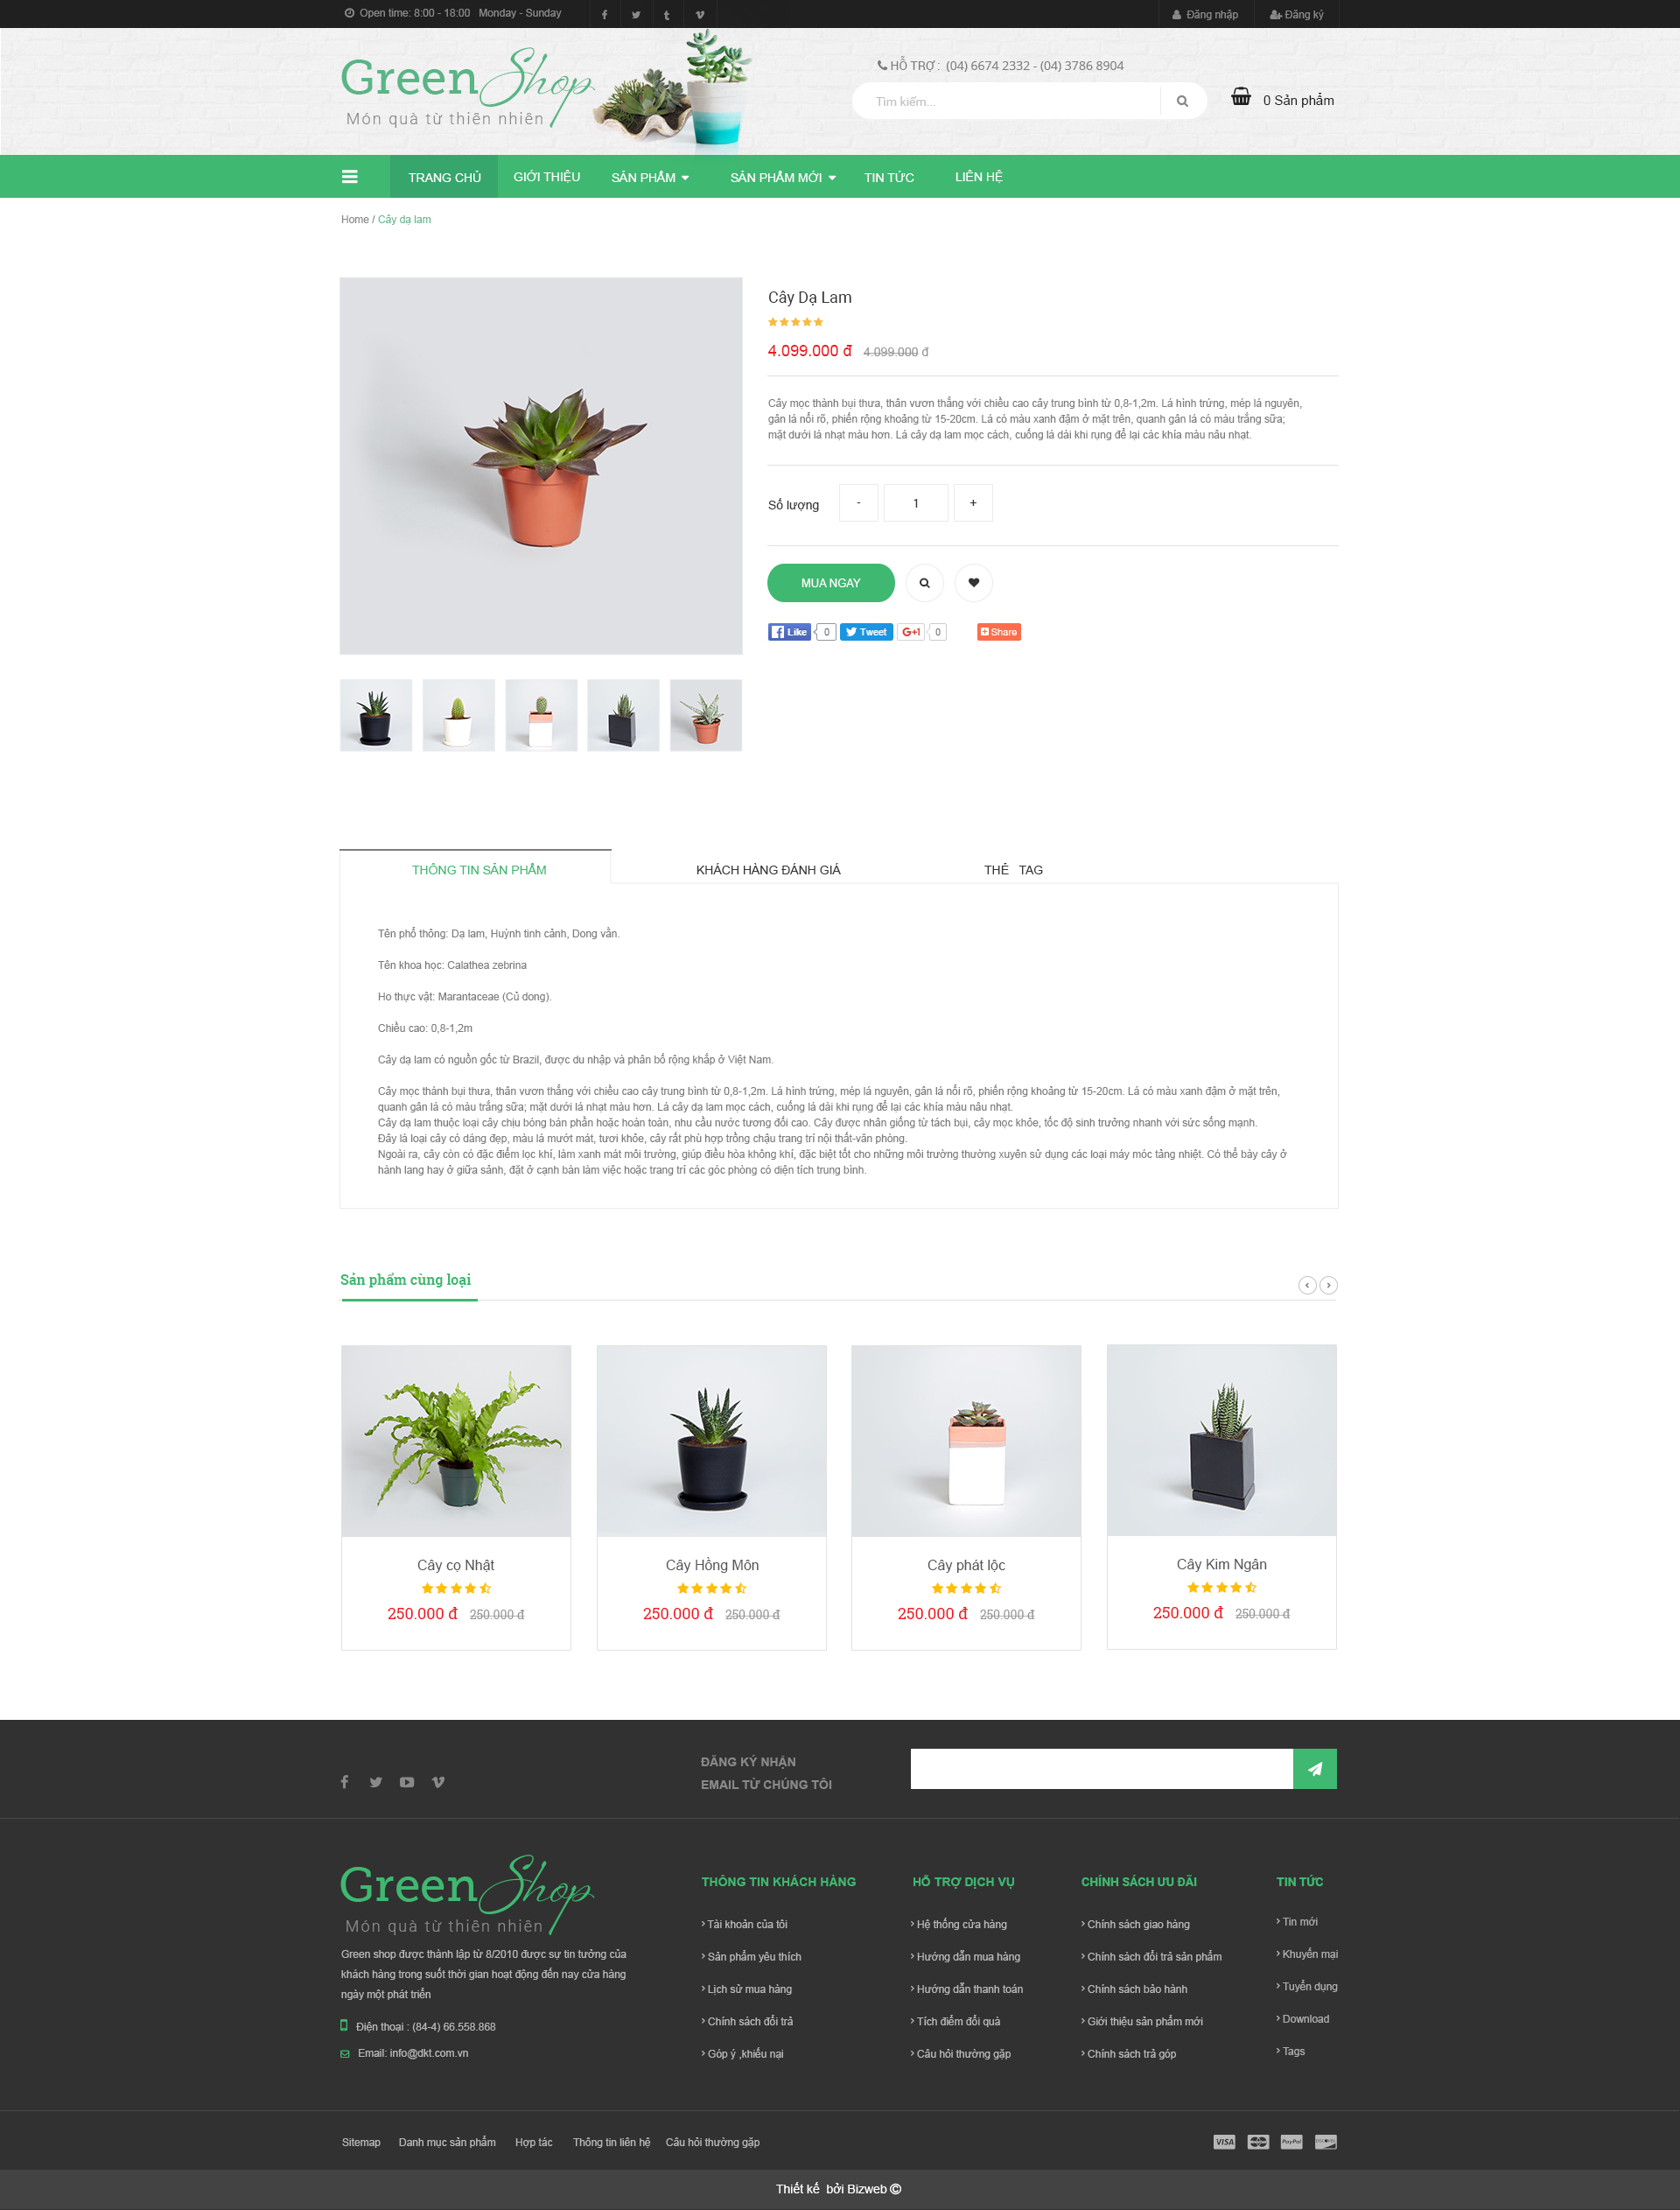 Open time: 8:00 - 18:00 Monday - Sunday
Đăng nhập
Đăng ký
Green Shop
Món quà từ thiên nhiên
HỖ TRỢ : (04) 6674 2332 - (04) 3786 8904
Tìm kiếm...
0 Sản phẩm
TRANG CHỦ
GIỚI THIỆU
SẢN PHẨM
SẢN PHẨM MỚI
TIN TỨC
LIÊN HỆ
Home / Cây dạ lam
Cây Dạ Lam
4.099.000 đ 4.099.000 đ
Cây mọc thành bụi thưa, thân vươn thẳng với chiều cao cây trung bình từ 0,8-1,2m. Lá hình trứng, mép lá nguyên,
gân lá nổi rõ, phiến rộng khoảng từ 15-20cm. Lá có màu xanh đậm ở mặt trên, quanh gân lá có màu trắng sữa;
mặt dưới lá nhạt màu hơn. Lá cây dạ lam mọc cách, cuống lá dài khi rụng để lại các khía màu nâu nhạt.
Số lượng
-
1
+
MUA NGAY
Like
0
Tweet
G+1
0
Share
THÔNG TIN SẢN PHẨM
KHÁCH HÀNG ĐÁNH GIÁ
THẺ TAG
Tên phổ thông: Dạ lam, Huỳnh tinh cảnh, Dong vằn.
Tên khoa học: Calathea zebrina
Ho thực vật: Marantaceae (Củ dong).
Chiều cao: 0,8-1,2m
Cây dạ lam có nguồn gốc từ Brazil, được du nhập và phân bố rộng khắp ở Việt Nam.
Cây mọc thành bụi thưa, thân vươn thẳng với chiều cao cây trung bình từ 0,8-1,2m. Lá hình trứng, mép lá nguyên, gân lá nổi rõ, phiến rộng khoảng từ 15-20cm. Lá có màu xanh đậm ở mặt trên,
quanh gân lá có màu trắng sữa; mặt dưới lá nhạt màu hơn. Lá cây dạ lam mọc cách, cuống lá dài khi rụng để lại các khía màu nâu nhạt.
Cây dạ lam thuộc loại cây chịu bóng bán phần hoặc hoàn toàn, nhu cầu nước tương đối cao. Cây được nhân giống từ tách bụi, cây mọc khỏe, tốc độ sinh trưởng nhanh với sức sống mạnh.
Đây là loại cây có dáng đẹp, màu lá mướt mát, tươi khỏe, cây rất phù hợp trồng chậu trang trí nội thất-văn phòng.
Ngoài ra, cây còn có đặc điểm lọc khí, làm xanh mát môi trường, giúp điều hòa không khí, đặc biệt tốt cho những môi trường thường xuyên sử dụng các loại máy móc tăng nhiệt. Có thể bày cây ở
hành lang hay ở giữa sảnh, đặt ở cạnh bàn làm việc hoặc trang trí các góc phòng có diện tích trung bình.
Sản phẩm cùng loại
Cây cọ Nhật
250.000 đ 250.000 đ
Cây Hồng Môn
250.000 đ 250.000 đ
Cây phát lộc
250.000 đ 250.000 đ
Cây Kim Ngân
250.000 đ 250.000 đ
ĐĂNG KÝ NHẬN
EMAIL TỪ CHÚNG TÔI
Green Shop
Món quà từ thiên nhiên
Green shop được thành lập từ 8/2010 được sự tin tưởng của
khách hàng trong suốt thời gian hoạt động đến nay cửa hàng
ngày một phát triển
Điện thoại : (84-4) 66.558.868
Email: info@dkt.com.vn
THÔNG TIN KHÁCH HÀNG
Tài khoản của tôi
Sản phẩm yêu thích
Lịch sử mua hàng
Chính sách đổi trả
Góp ý ,khiếu nại
HỖ TRỢ DỊCH VỤ
Hệ thống cửa hàng
Hướng dẫn mua hàng
Hướng dẫn thanh toán
Tích điểm đổi quà
Câu hỏi thường gặp
CHÍNH SÁCH ƯU ĐÃI
Chính sách giao hàng
Chính sách đổi trả sản phẩm
Chính sách bảo hành
Giới thiệu sản phẩm mới
Chính sách trả góp
TIN TỨC
Tin mới
Khuyến mại
Tuyển dụng
Download
Tags
Sitemap
Danh mục sản phẩm
Hợp tác
Thông tin liên hệ
Câu hỏi thường gặp
VISA
PayPal
DISCOVER
Thiết kế bởi Bizweb ©